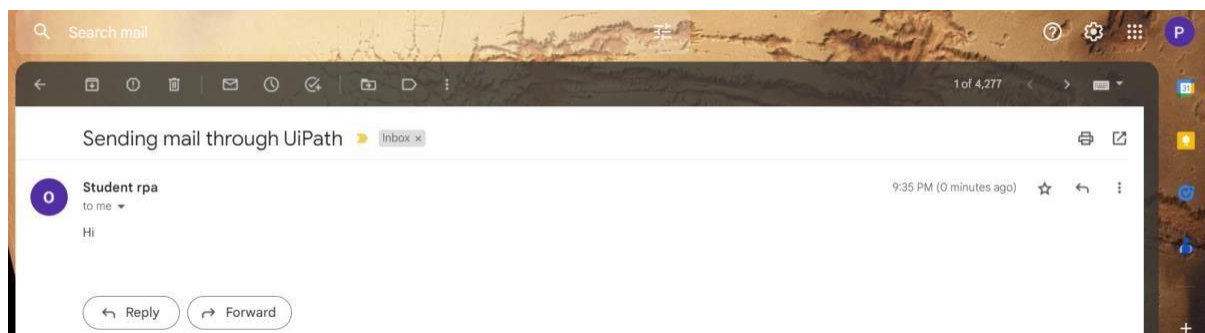 Search mail
P
1 of 4,277
31
Sending mail through UiPath Inbox ×
O
Student rpa
9:35 PM (0 minutes ago)
to me
Hi
Reply
Forward